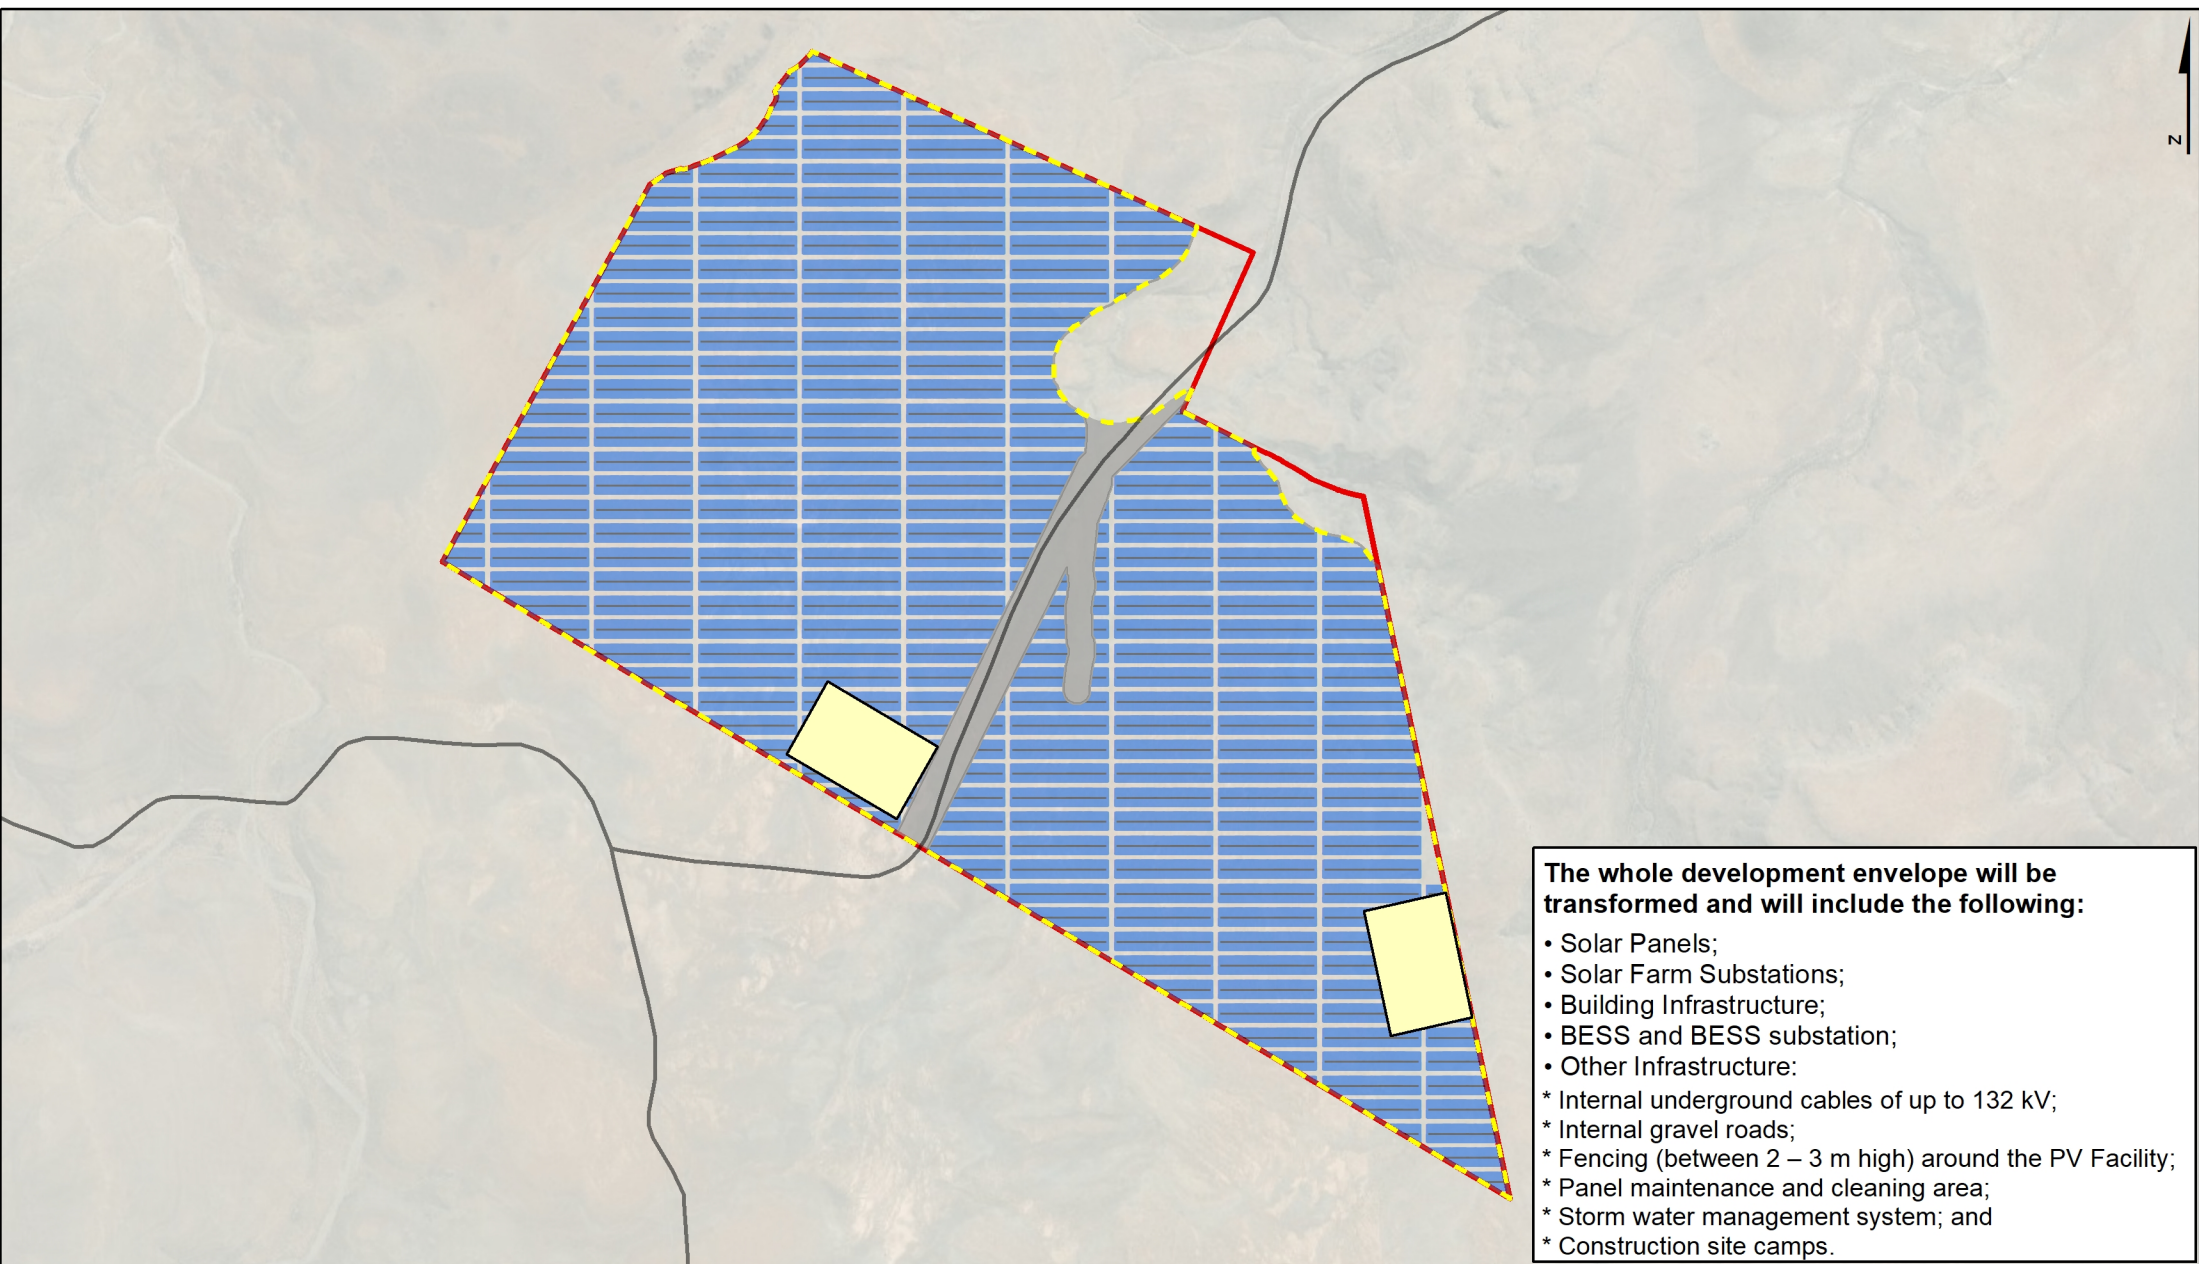 N
The whole development envelope will be
transformed and will include the following:
• Solar Panels;
• Solar Farm Substations;
• Building Infrastructure;
• BESS and BESS substation;
• Other Infrastructure:
* Internal underground cables of up to 132 kV;
* Internal gravel roads;
* Fencing (between 2 – 3 m high) around the PV Facility;
* Panel maintenance and cleaning area;
* Storm water management system; and
* Construction site camps.